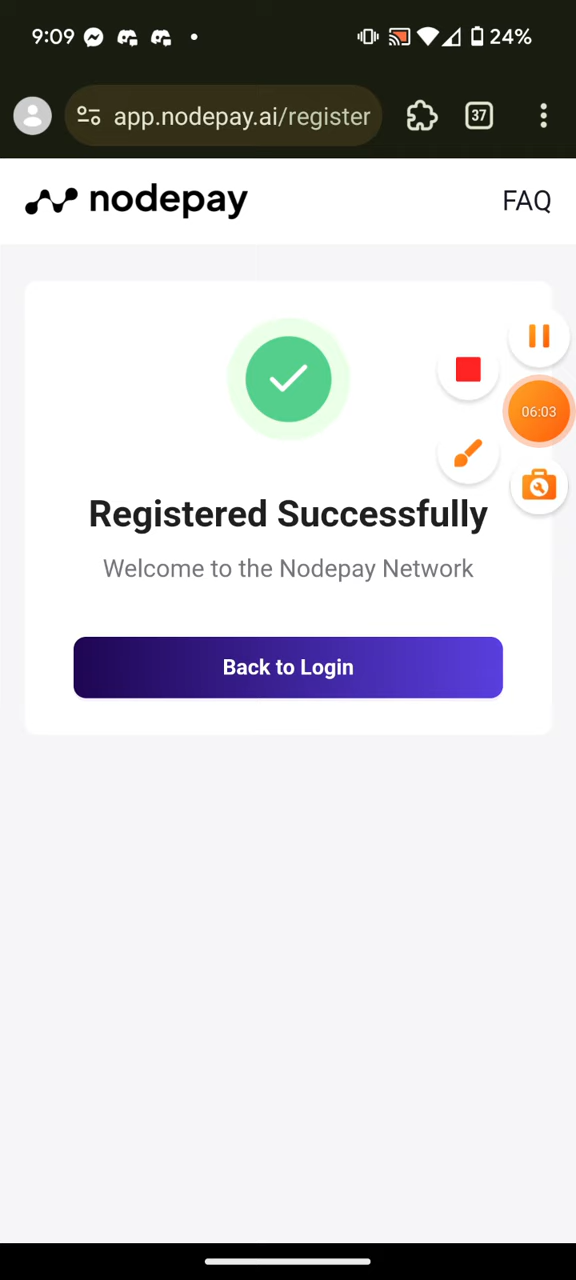 9:09 24%
app.nodepay.ai/register 37
nodepay FAQ
06:03
Registered Successfully
Welcome to the Nodepay Network
Back to Login